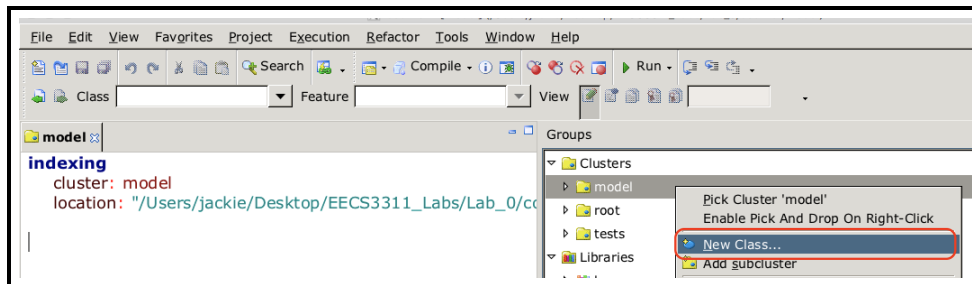 File Edit View Favorites Project Execution Refactor Tools Window Help
Search Compile Run
Class Feature View
model Groups
indexing
cluster: model
location: "/Users/jackie/Desktop/EECS3311_Labs/Lab_0/co
Clusters
model
root
tests
Libraries
Pick Cluster 'model'
Enable Pick And Drop On Right-Click
New Class...
Add subcluster